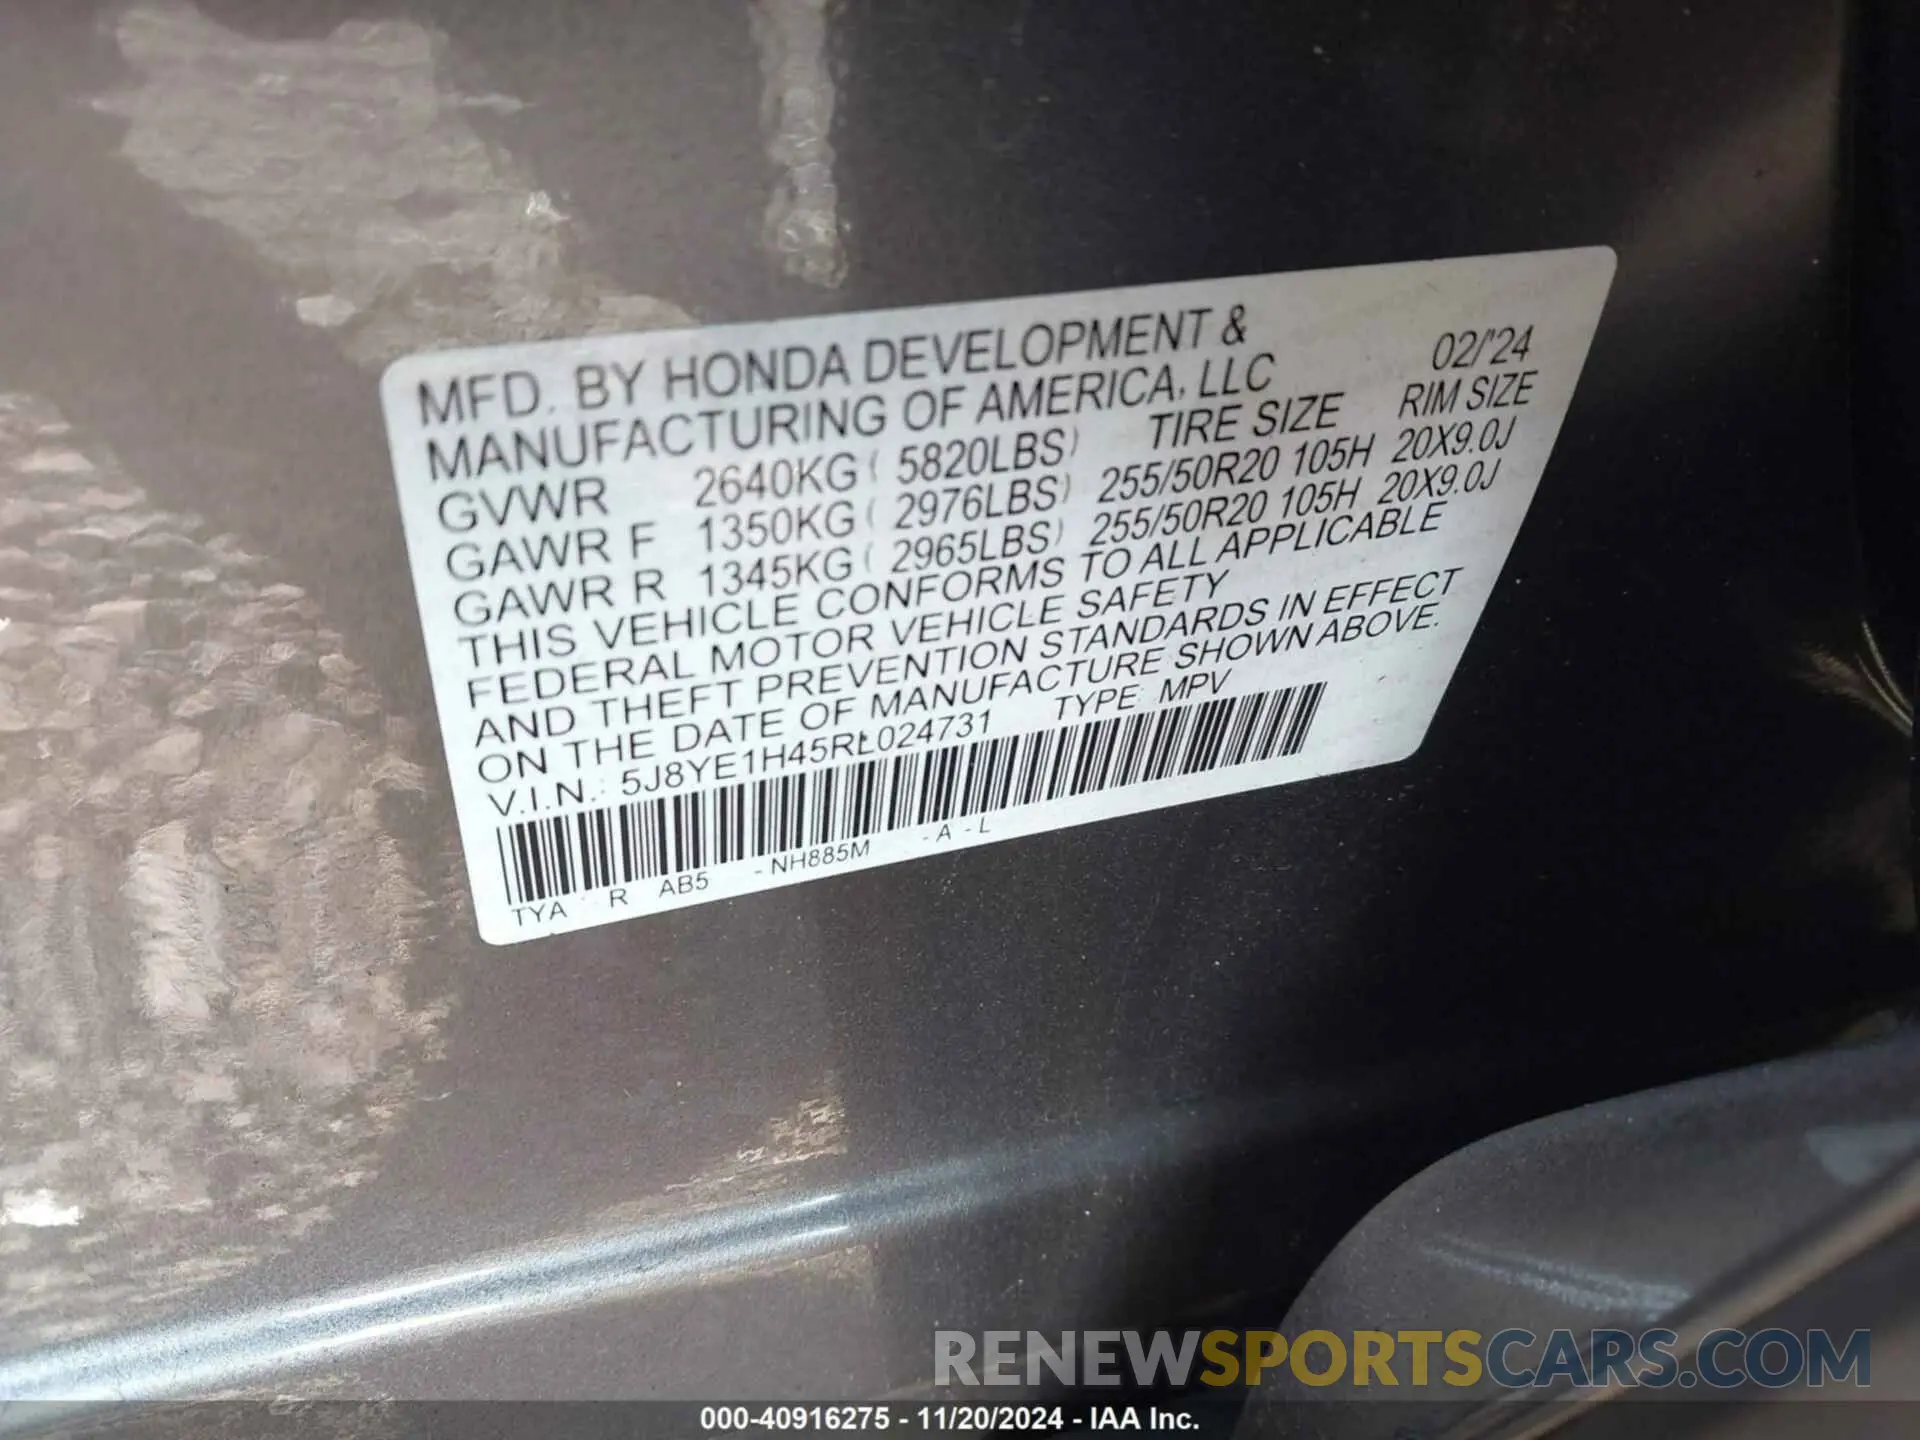 MFD. BY HONDA DEVELOPMENT &
MANUFACTURING OF AMERICA, LLC 02/'24
GVWR 2640KG ( 5820LBS) TIRE SIZE RIM SIZE
GAWR F 1350KG ( 2976LBS) 255/50R20 105H 20X9.0J
GAWR R 1345KG ( 2965LBS) 255/50R20 105H 20X9.0J
THIS VEHICLE CONFORMS TO ALL APPLICABLE
FEDERAL MOTOR VEHICLE SAFETY
AND THEFT PREVENTION STANDARDS IN EFFECT
ON THE DATE OF MANUFACTURE SHOWN ABOVE.
V.I.N.: 5J8YE1H45RL024731 TYPE: MPV
TYA R AB5 - NH885M - A - L
RENEWSPORTSCARS.COM
000-40916275 - 11/20/2024 - IAA Inc.